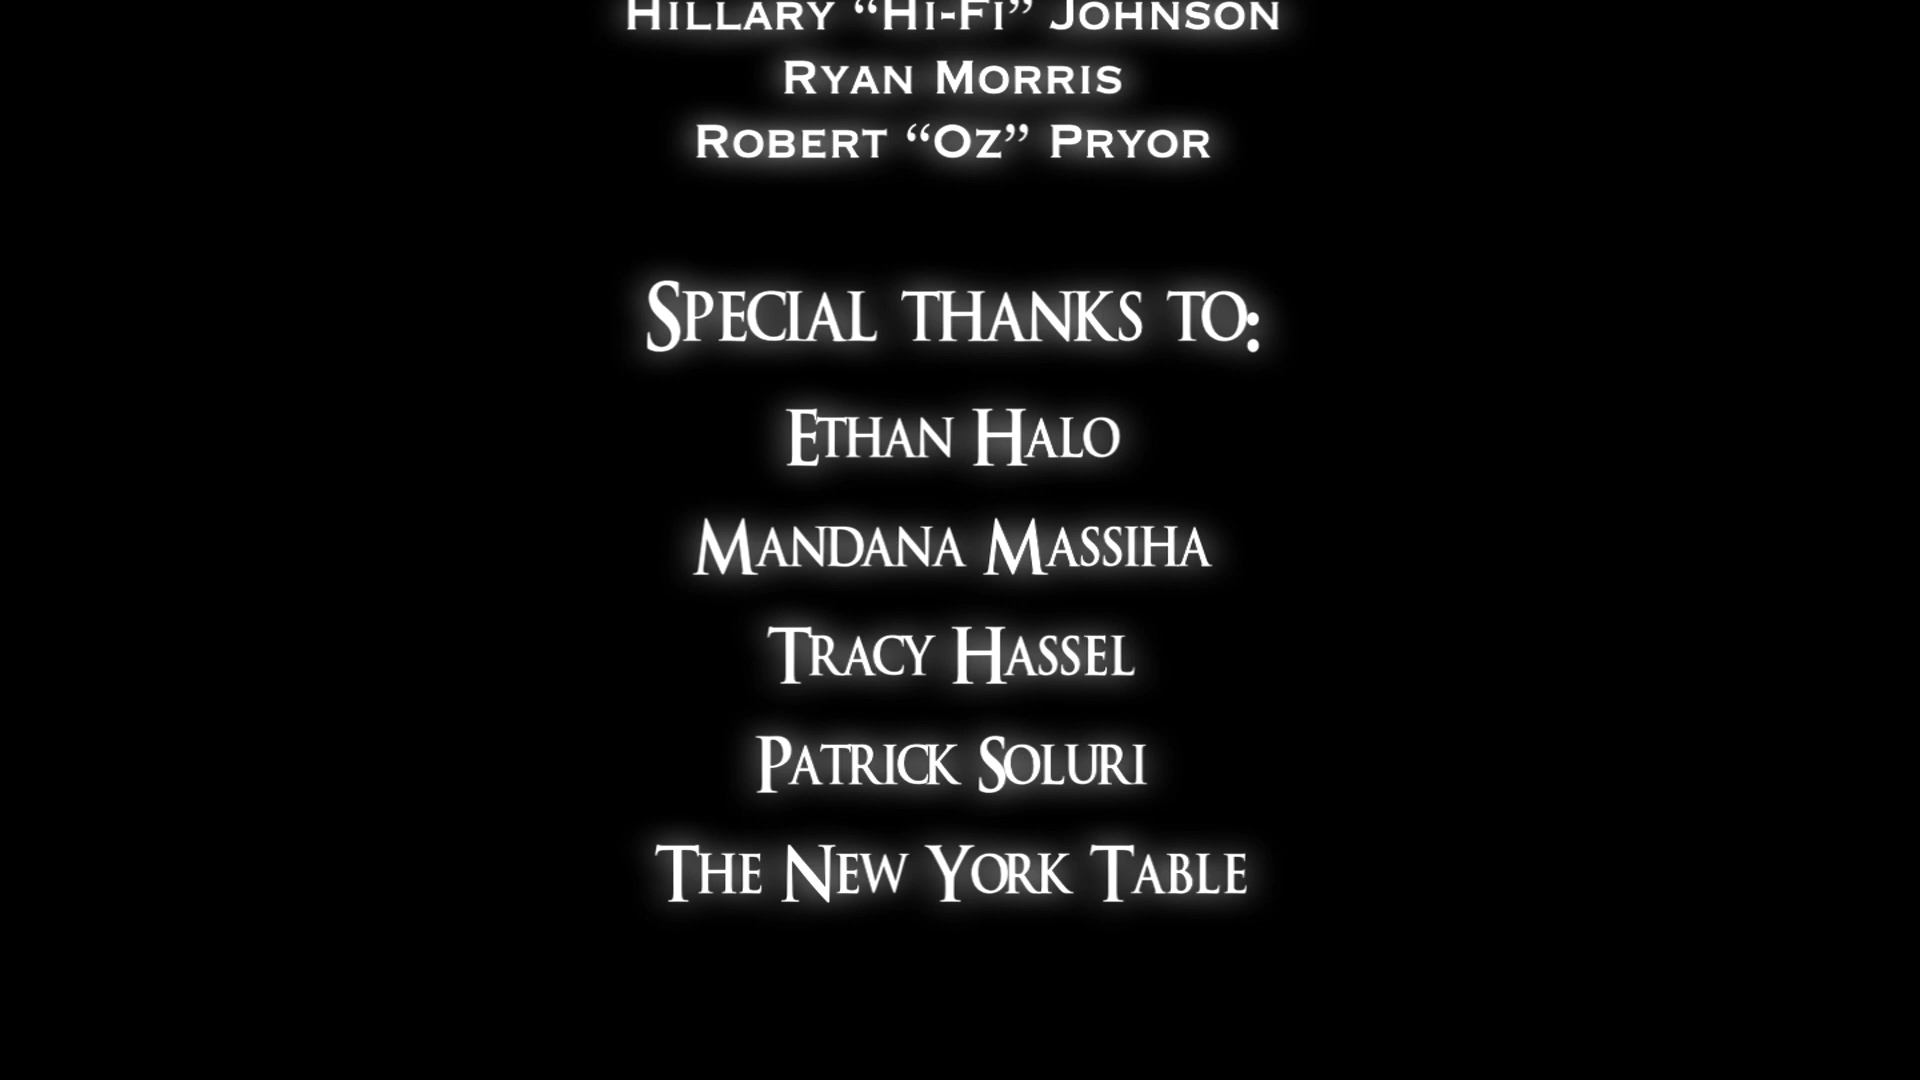 Hillary “Hi-Fi” Johnson
Ryan Morris
Robert “Oz” Pryor
Special thanks to:
Ethan Halo
Mandana Massiha
Tracy Hassel
Patrick Soluri
The New York Table